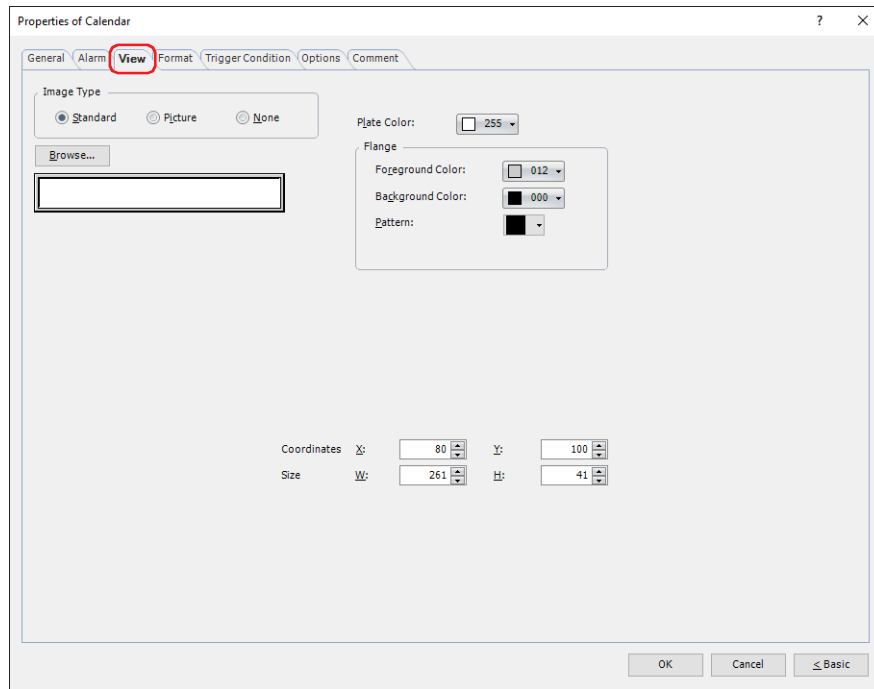 Properties of Calendar ?
General Alarm View Format Trigger Condition Options Comment
Image Type
Standard Picture None
Plate Color: 255
Browse...
Flange
Foreground Color: 012
Background Color: 000
Pattern:
Coordinates X: 80 Y: 100
Size W: 261 H: 41
OK Cancel < Basic